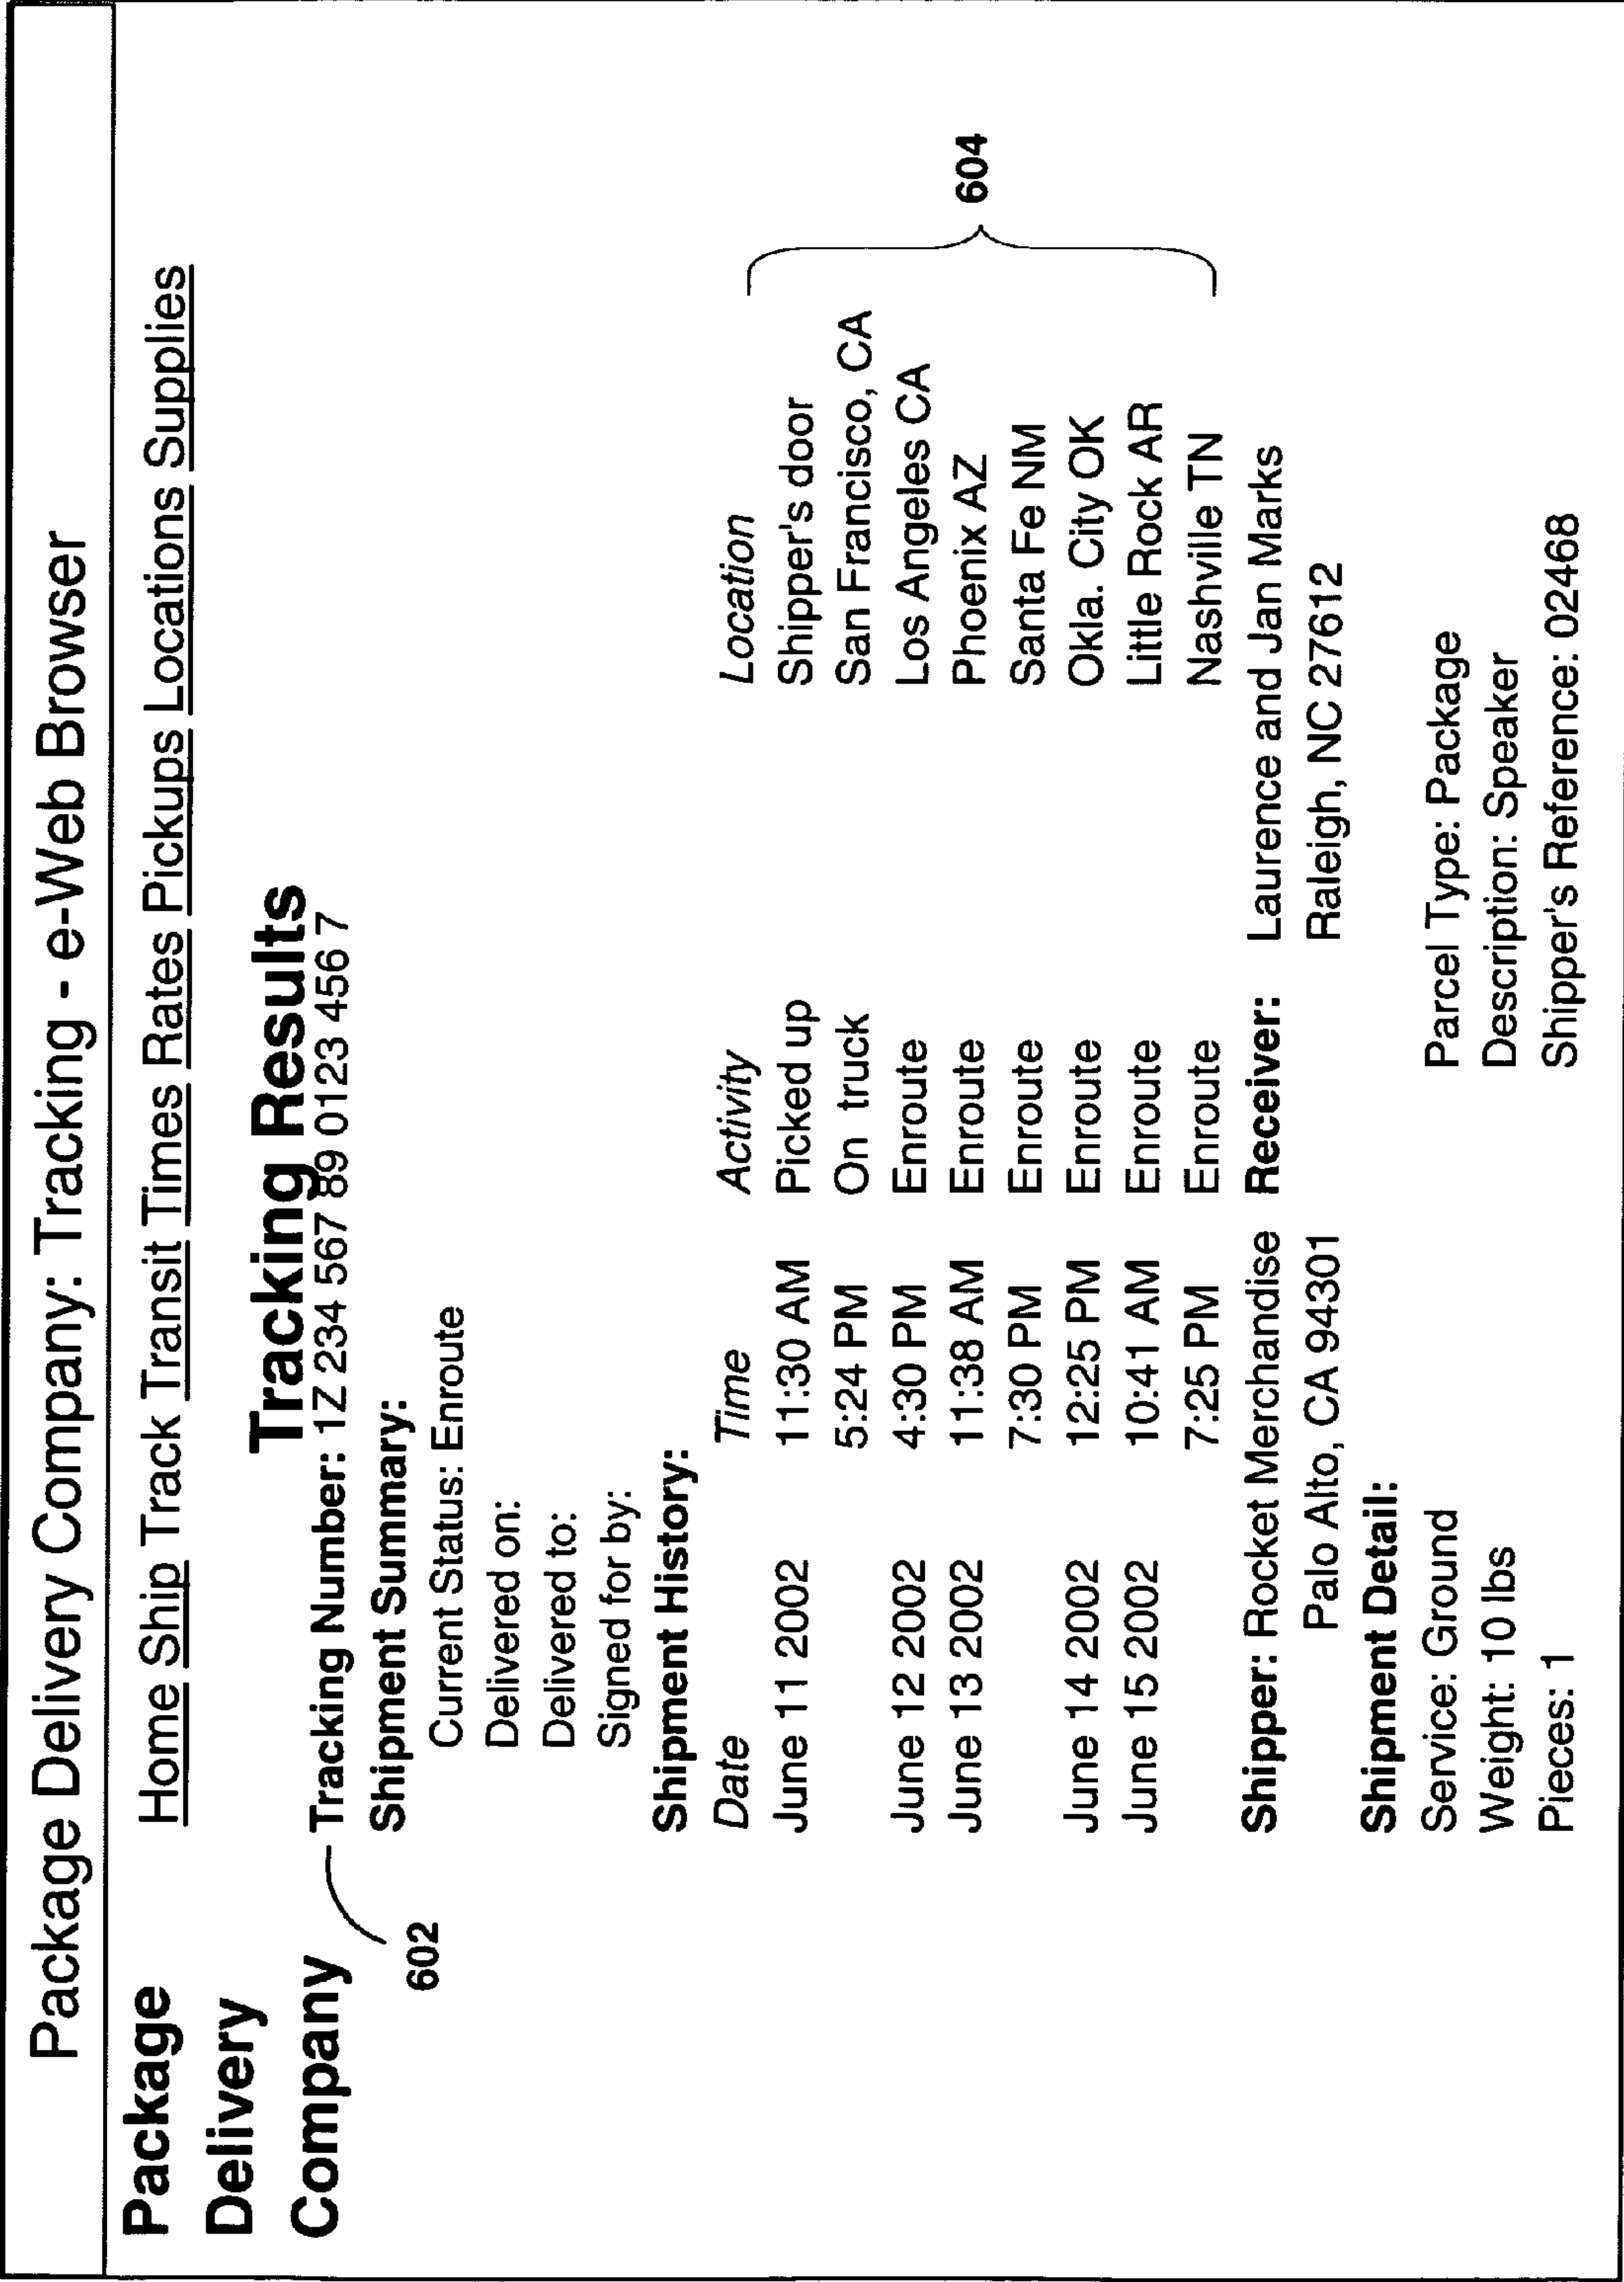 Package Delivery Company: Tracking - e-Web Browser
Package
Delivery
Company
Home Ship Track Transit Times Rates Pickups Locations Supplies
Tracking Results
602
Tracking Number: 1Z 234 567 89 0123 456 7
Shipment Summary:
Current Status: Enroute
Delivered on:
Delivered to:
Signed for by:
Shipment History:
Date Time Activity Location
June 11 2002 11:30 AM Picked up Shipper's door
5:24 PM On truck San Francisco, CA
June 12 2002 4:30 PM Enroute Los Angeles CA
June 13 2002 11:38 AM Enroute Phoenix AZ
7:30 PM Enroute Santa Fe NM
June 14 2002 12:25 PM Enroute Okla. City OK
June 15 2002 10:41 AM Enroute Little Rock AR
7:25 PM Enroute Nashville TN
604
Shipper: Rocket Merchandise Receiver: Laurence and Jan Marks
Palo Alto, CA 94301 Raleigh, NC 27612
Shipment Detail:
Service: Ground Parcel Type: Package
Weight: 10 lbs Description: Speaker
Pieces: 1 Shipper's Reference: 02468